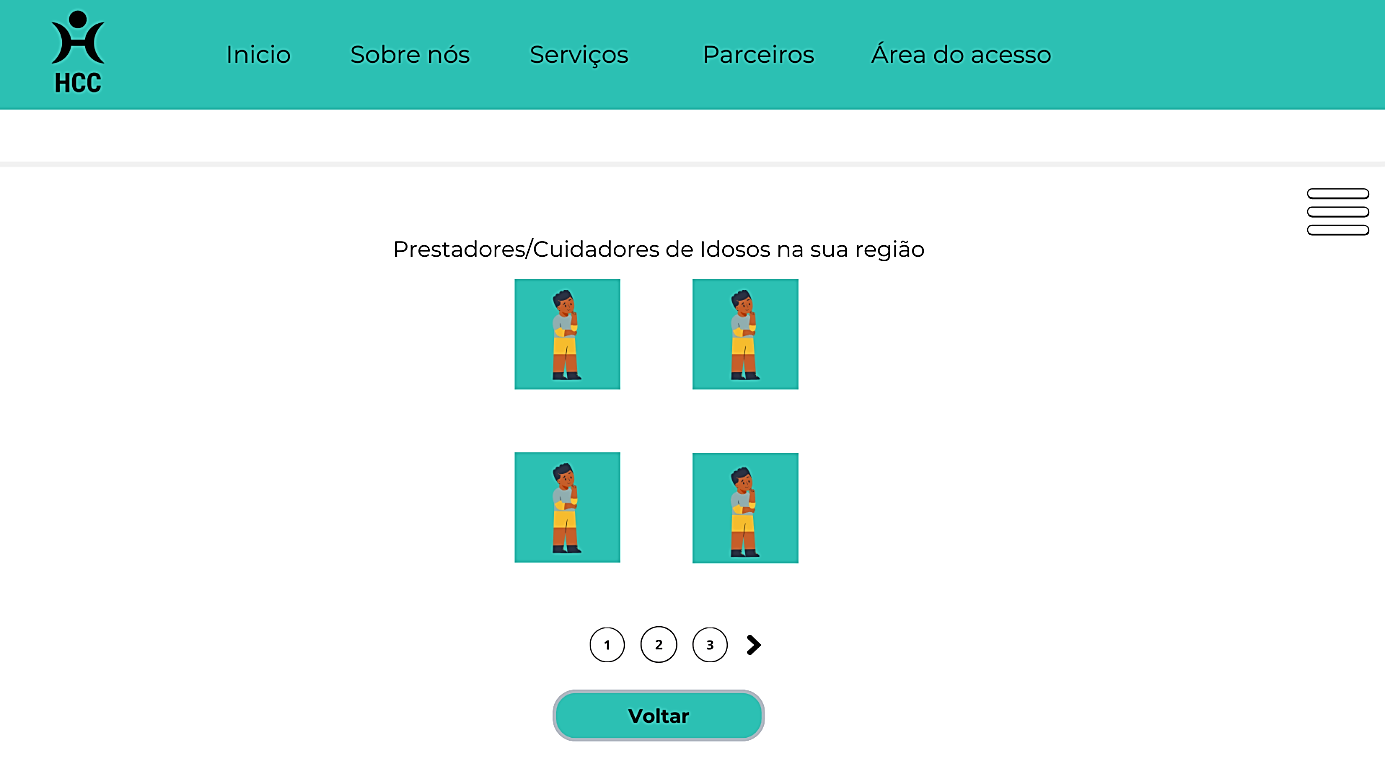 HCC
Inicio Sobre nós Serviços Parceiros Área do acesso
Prestadores/Cuidadores de Idosos na sua região
1 2 3
Voltar